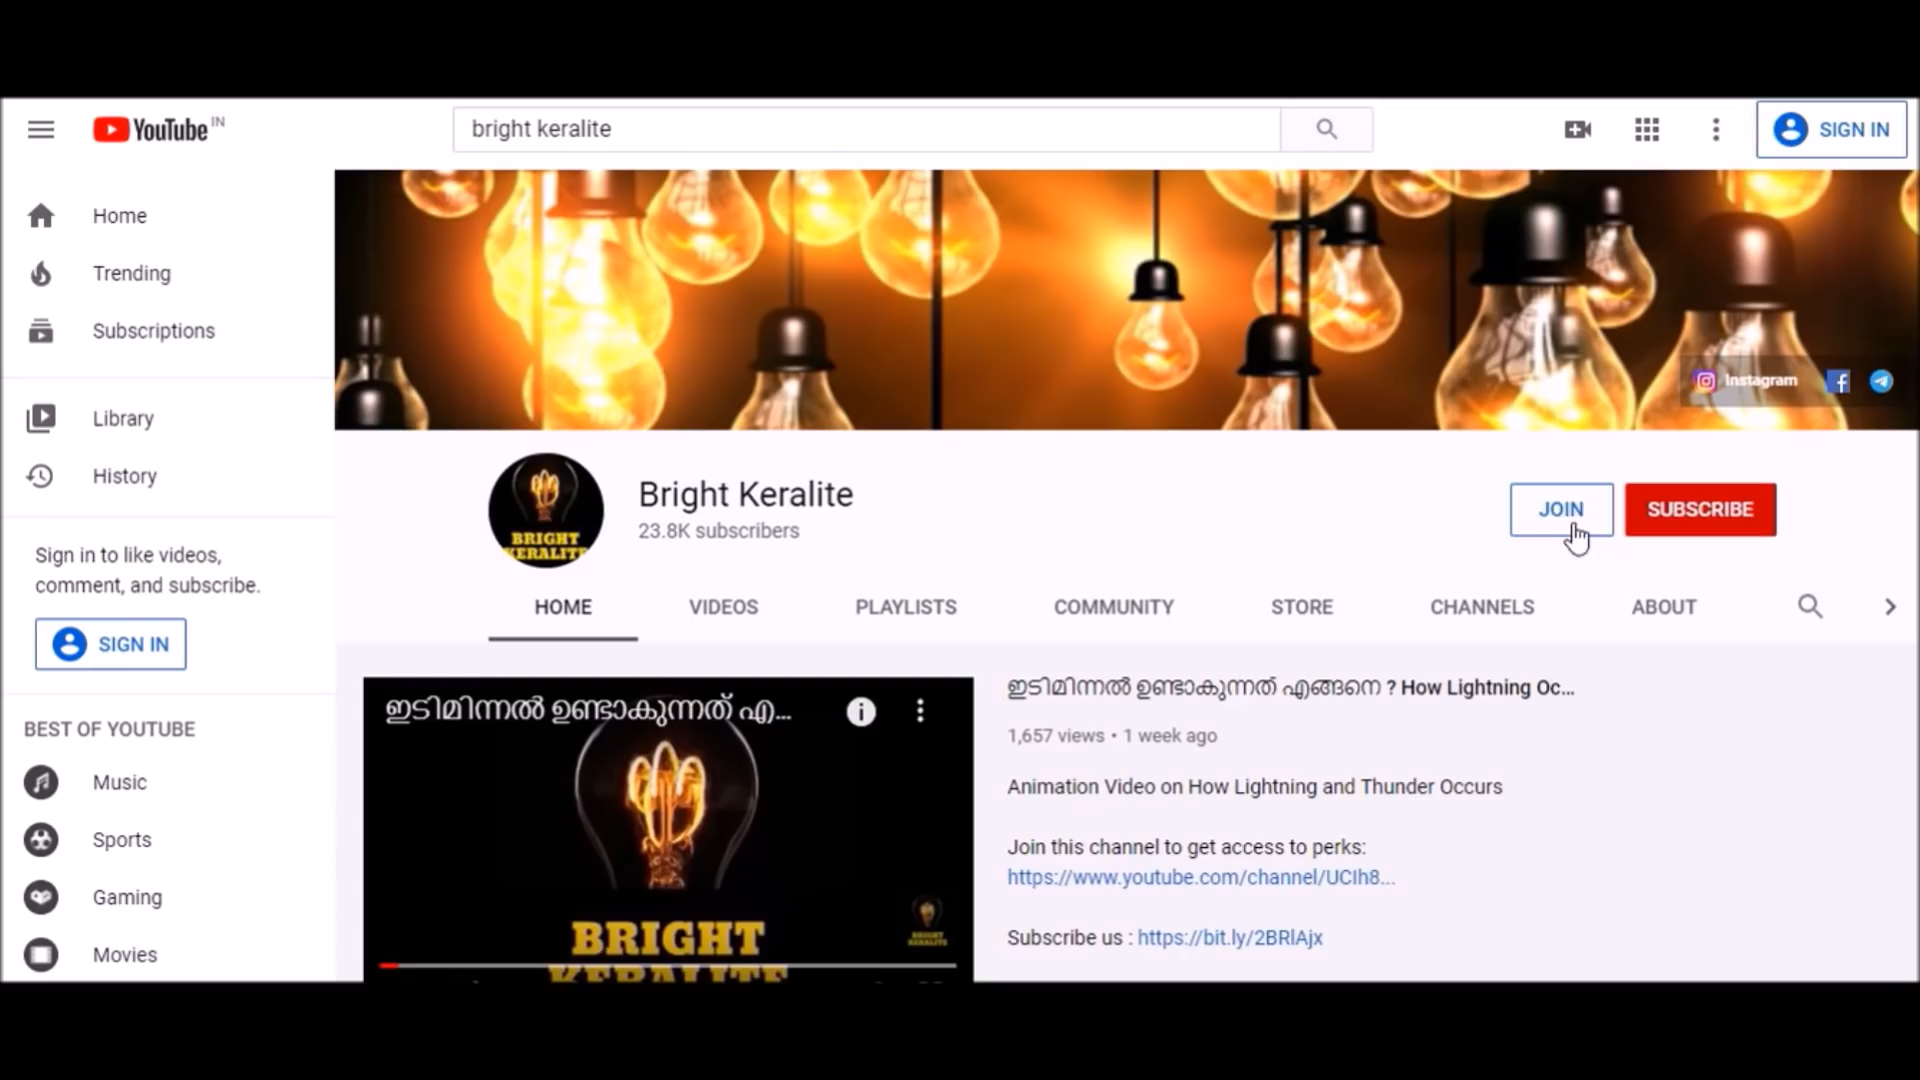 YouTube IN
bright keralite
SIGN IN
Home
Trending
Subscriptions
Library
History
Sign in to like videos,
comment, and subscribe.
SIGN IN
BEST OF YOUTUBE
Music
Sports
Gaming
Movies
Instagram
BRIGHT
KERALITE
Bright Keralite
23.8K subscribers
JOIN
SUBSCRIBE
HOME
VIDEOS
PLAYLISTS
COMMUNITY
STORE
CHANNELS
ABOUT
ഇടിമിന്നൽ ഉണ്ടാകുന്നത് എ...
BRIGHT
KERALITE
BRIGHT
KERALITE
ഇടിമിന്നൽ ഉണ്ടാകുന്നത് എങ്ങനെ ? How Lightning Oc...
1,657 views • 1 week ago
Animation Video on How Lightning and Thunder Occurs
Join this channel to get access to perks:
https://www.youtube.com/channel/UCIh8...
Subscribe us : https://bit.ly/2BRlAjx